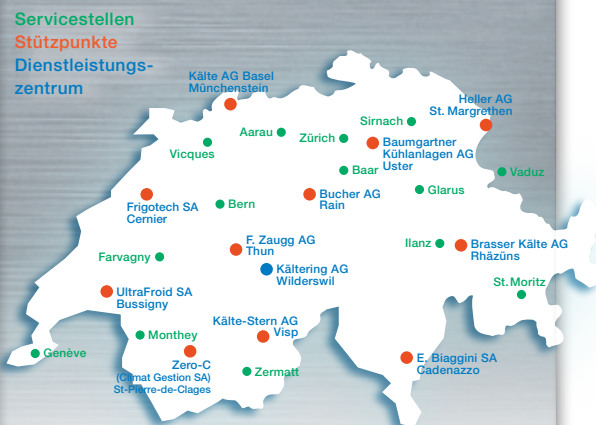 Servicestellen
Stützpunkte
Dienstleistungs-
zentrum
Kälte AG Basel
Münchenstein
Heller AG
St. Margrethen
Sirnach
Aarau
Zürich
Baumgartner
Kühlanlagen AG
Uster
Vicques
Baar
Vaduz
Glarus
Frigotech SA
Cernier
Bern
Bucher AG
Rain
F. Zaugg AG
Thun
Ilanz
Brasser Kälte AG
Rhäzüns
Farvagny
Kältering AG
Wilderswil
St. Moritz
UltraFroid SA
Bussigny
Kälte-Stern AG
Visp
Monthey
Genève
Zero-C
(Climat Gestion SA)
St-Pierre-de-Clages
Zermatt
E. Biaggini SA
Cadenazzo